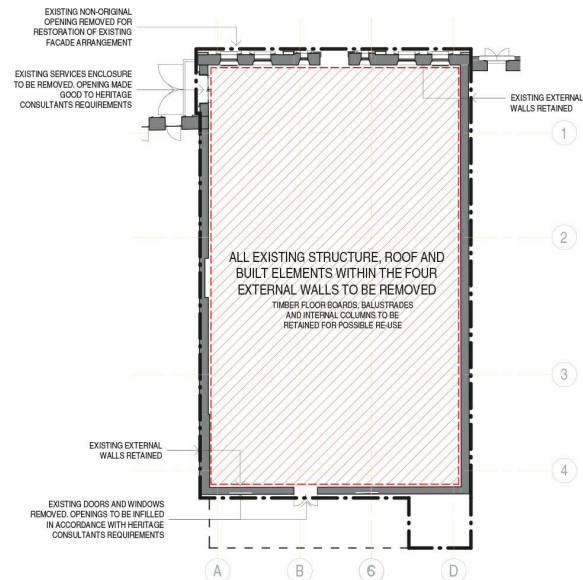 EXISTING NON-ORIGINAL
OPENING REMOVED FOR
RESTORATION OF EXISTING
FACADE ARRANGEMENT
EXISTING SERVICES ENCLOSURE
TO BE REMOVED. OPENING MADE
GOOD TO HERITAGE
CONSULTANTS REQUIREMENTS
EXISTING EXTERNAL
WALLS RETAINED
1
2
ALL EXISTING STRUCTURE, ROOF AND
BUILT ELEMENTS WITHIN THE FOUR
EXTERNAL WALLS TO BE REMOVED
TIMBER FLOOR BOARDS, BALUSTRADES
AND INTERNAL COLUMNS TO BE
RETAINED FOR POSSIBLE RE-USE
3
EXISTING EXTERNAL
WALLS RETAINED
4
EXISTING DOORS AND WINDOWS
REMOVED. OPENINGS TO BE INFILLED
IN ACCORDANCE WITH HERITAGE
CONSULTANTS REQUIREMENTS
A
B
D